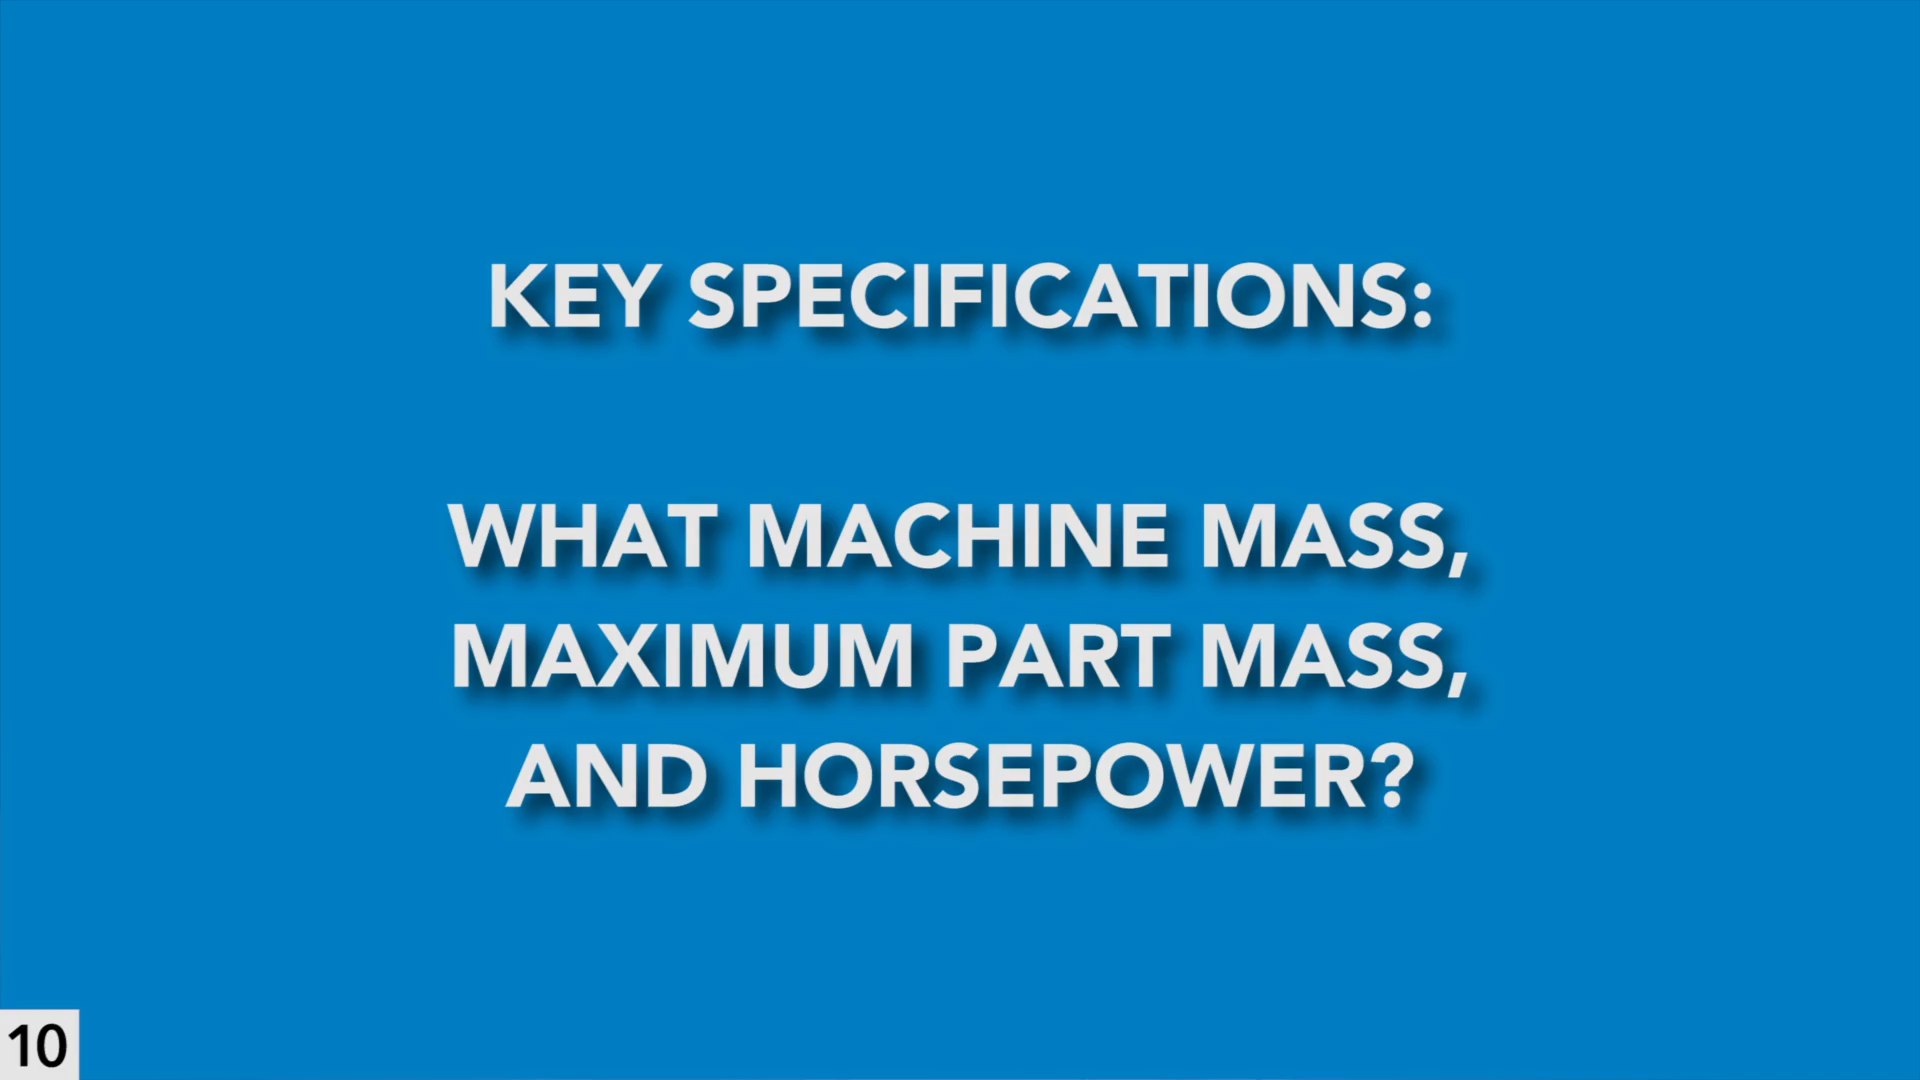 KEY SPECIFICATIONS:
WHAT MACHINE MASS,
MAXIMUM PART MASS,
AND HORSEPOWER?
10